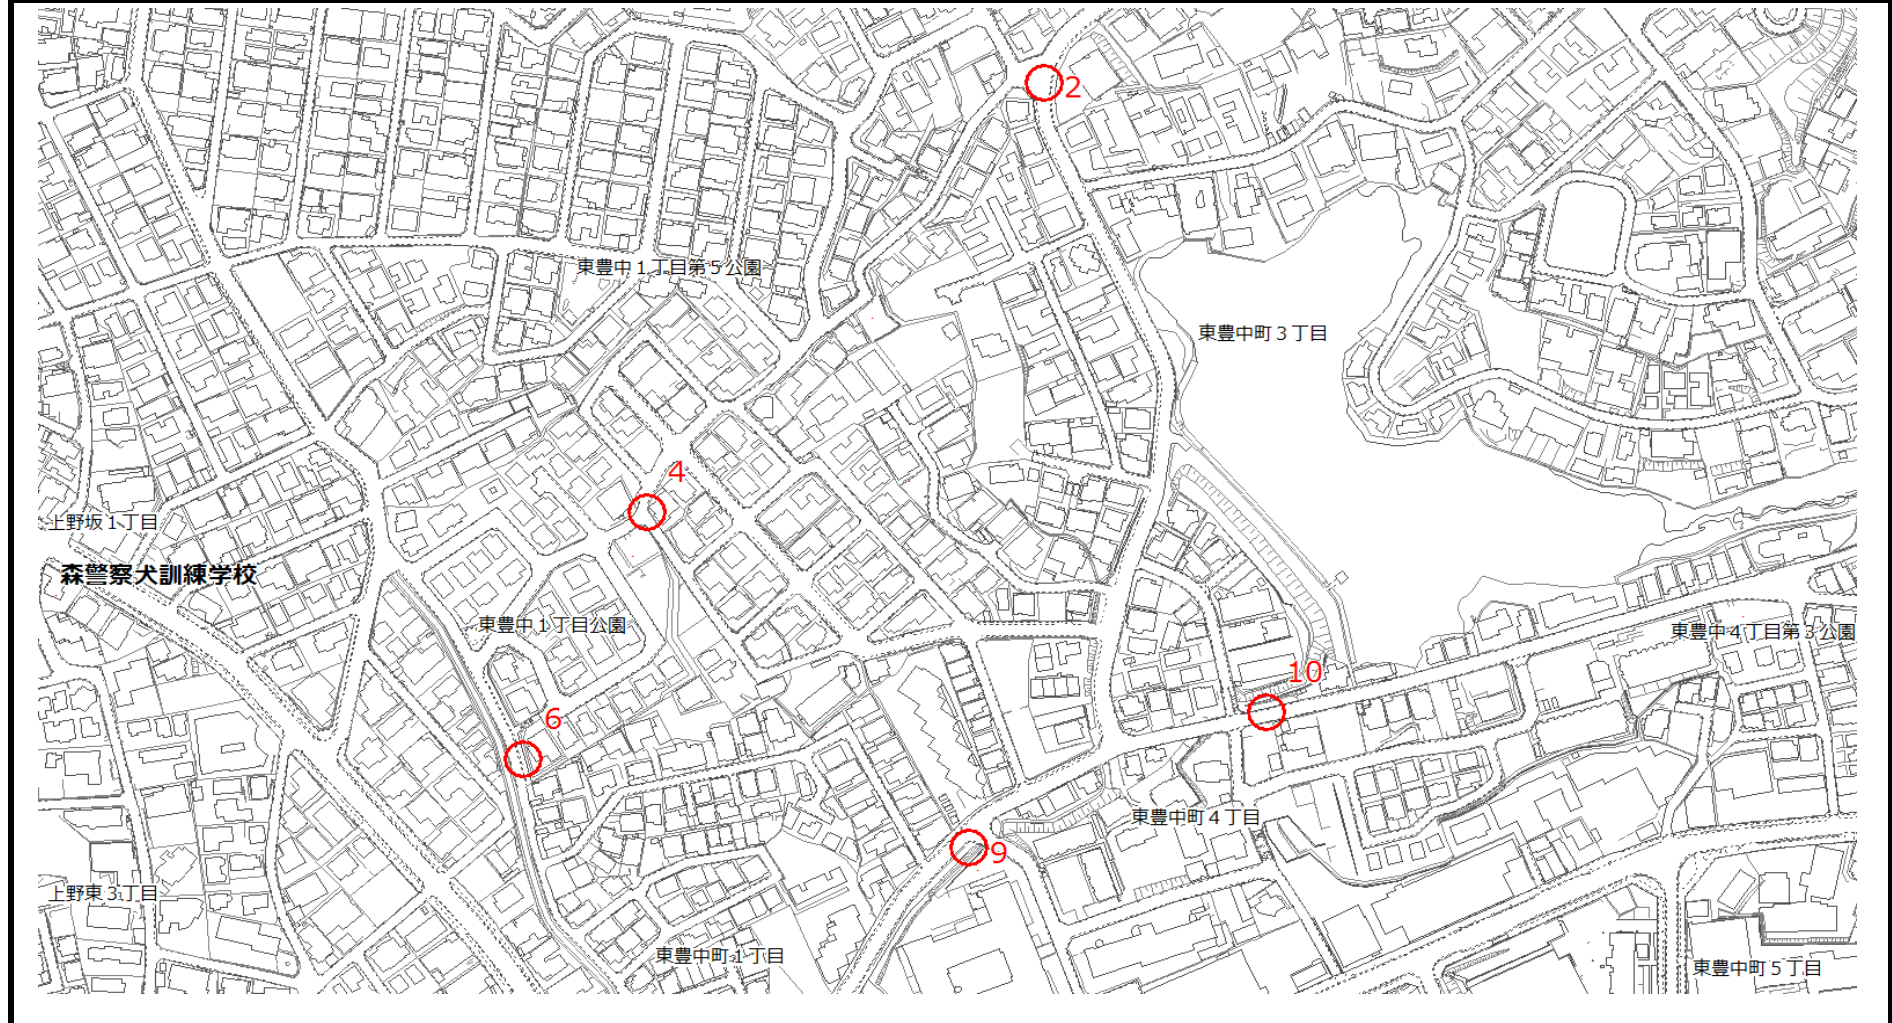 2
東豊中１丁目第５公園
東豊中町３丁目
4
上野坂１丁目
森警察犬訓練学校
東豊中１丁目公園
東豊中４丁目第３公園
10
6
東豊中町４丁目
9
上野東３丁目
東豊中町１丁目
東豊中町５丁目